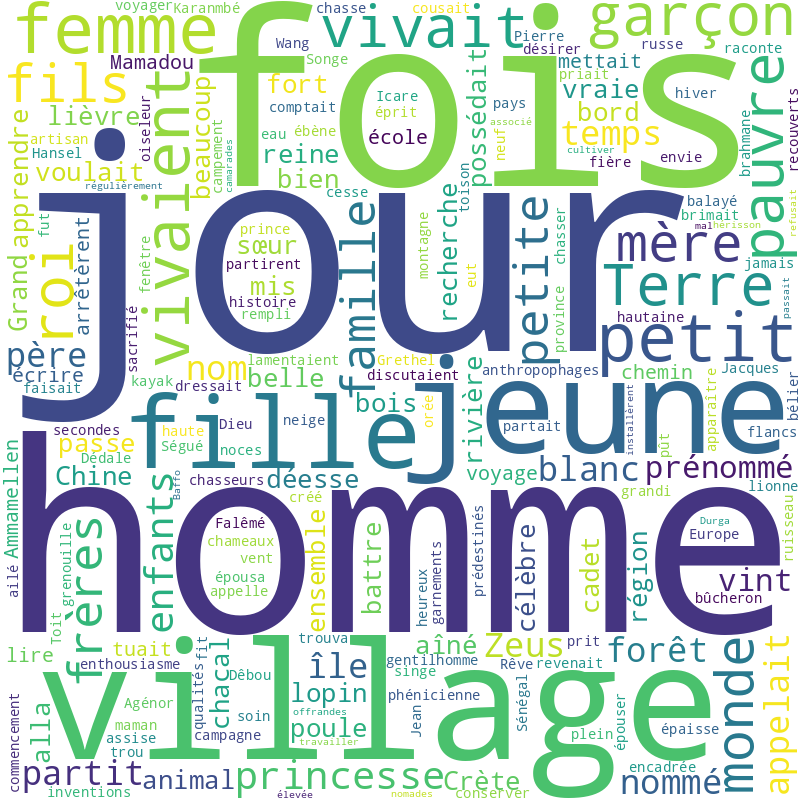 voyager
Karanmbé
chasse
cousait
femme
fois
vivait
Pierre
garçon
Wang
désirer
russe
raconte
Mamadou
Songe
mettait
priait
hiver
fils
fort
Icare
vraie
lièvre
comptait
éprit
possédait
pays
bord
pauvre
beaucoup
oiseleur
eau
ébène
associé
temps
brahmane
recouverts
artisan
école
neuf
fière
envie
Hansel
campement
camarades
reine
cultiver
voulait
bien
cesse
toison
régulièrement
apprendre
vivaient
jour
balayé
brimait
refusait
Grand
fut
fenêtre
prince
sœur
famille
recherche
montagne
petite
chasser
mal
hérisson
mère
roi
arrêtèrent
partirent
mis
eut
province
Terre
jamais
passait
histoire
rempli
hautaine
petit
père
sacrifié
nom
lamentaient
Grethel
discutaient
anthropophages
chemin
Jacques
écrire
faisait
kayak
dressait
belle
rivière
apparaître
bélier
secondes
haute
Dieu
neige
bois
orée
jeune
partait
installèrent
pût
flancs
passe
Ségué
noces
fille
Dédale
Chine
Baffo
chasseurs
déesse
voyage
blanc
prénommé
lionne
Ammamellen
créé
grandi
ailé
grenouille
Toit
frères
enfants
homme
Falêmé
chameaux
vent
ensemble
battre
heureux
garnements
prédestinés
célèbre
cadet
région
Durga
Europe
ruisseau
épousa
appelle
vint
bûcheron
lire
tuait
village
fit
trouva
aîné
Zeus
prit
forêt
monde
appelait
enthousiasme
qualités
chacal
île
gentilhomme
singe
Rêve
revenait
commencement
alla
Agénor
Dêbou
phénicienne
maman
soin
lopin
Jean
sénégal
plein
épouser
épaisse
assise
trou
campagne
offrandes
poule
travailler
encadrée
partit
animal
princesse
Crète
nommé
inventions
élevée
nomades
conserver